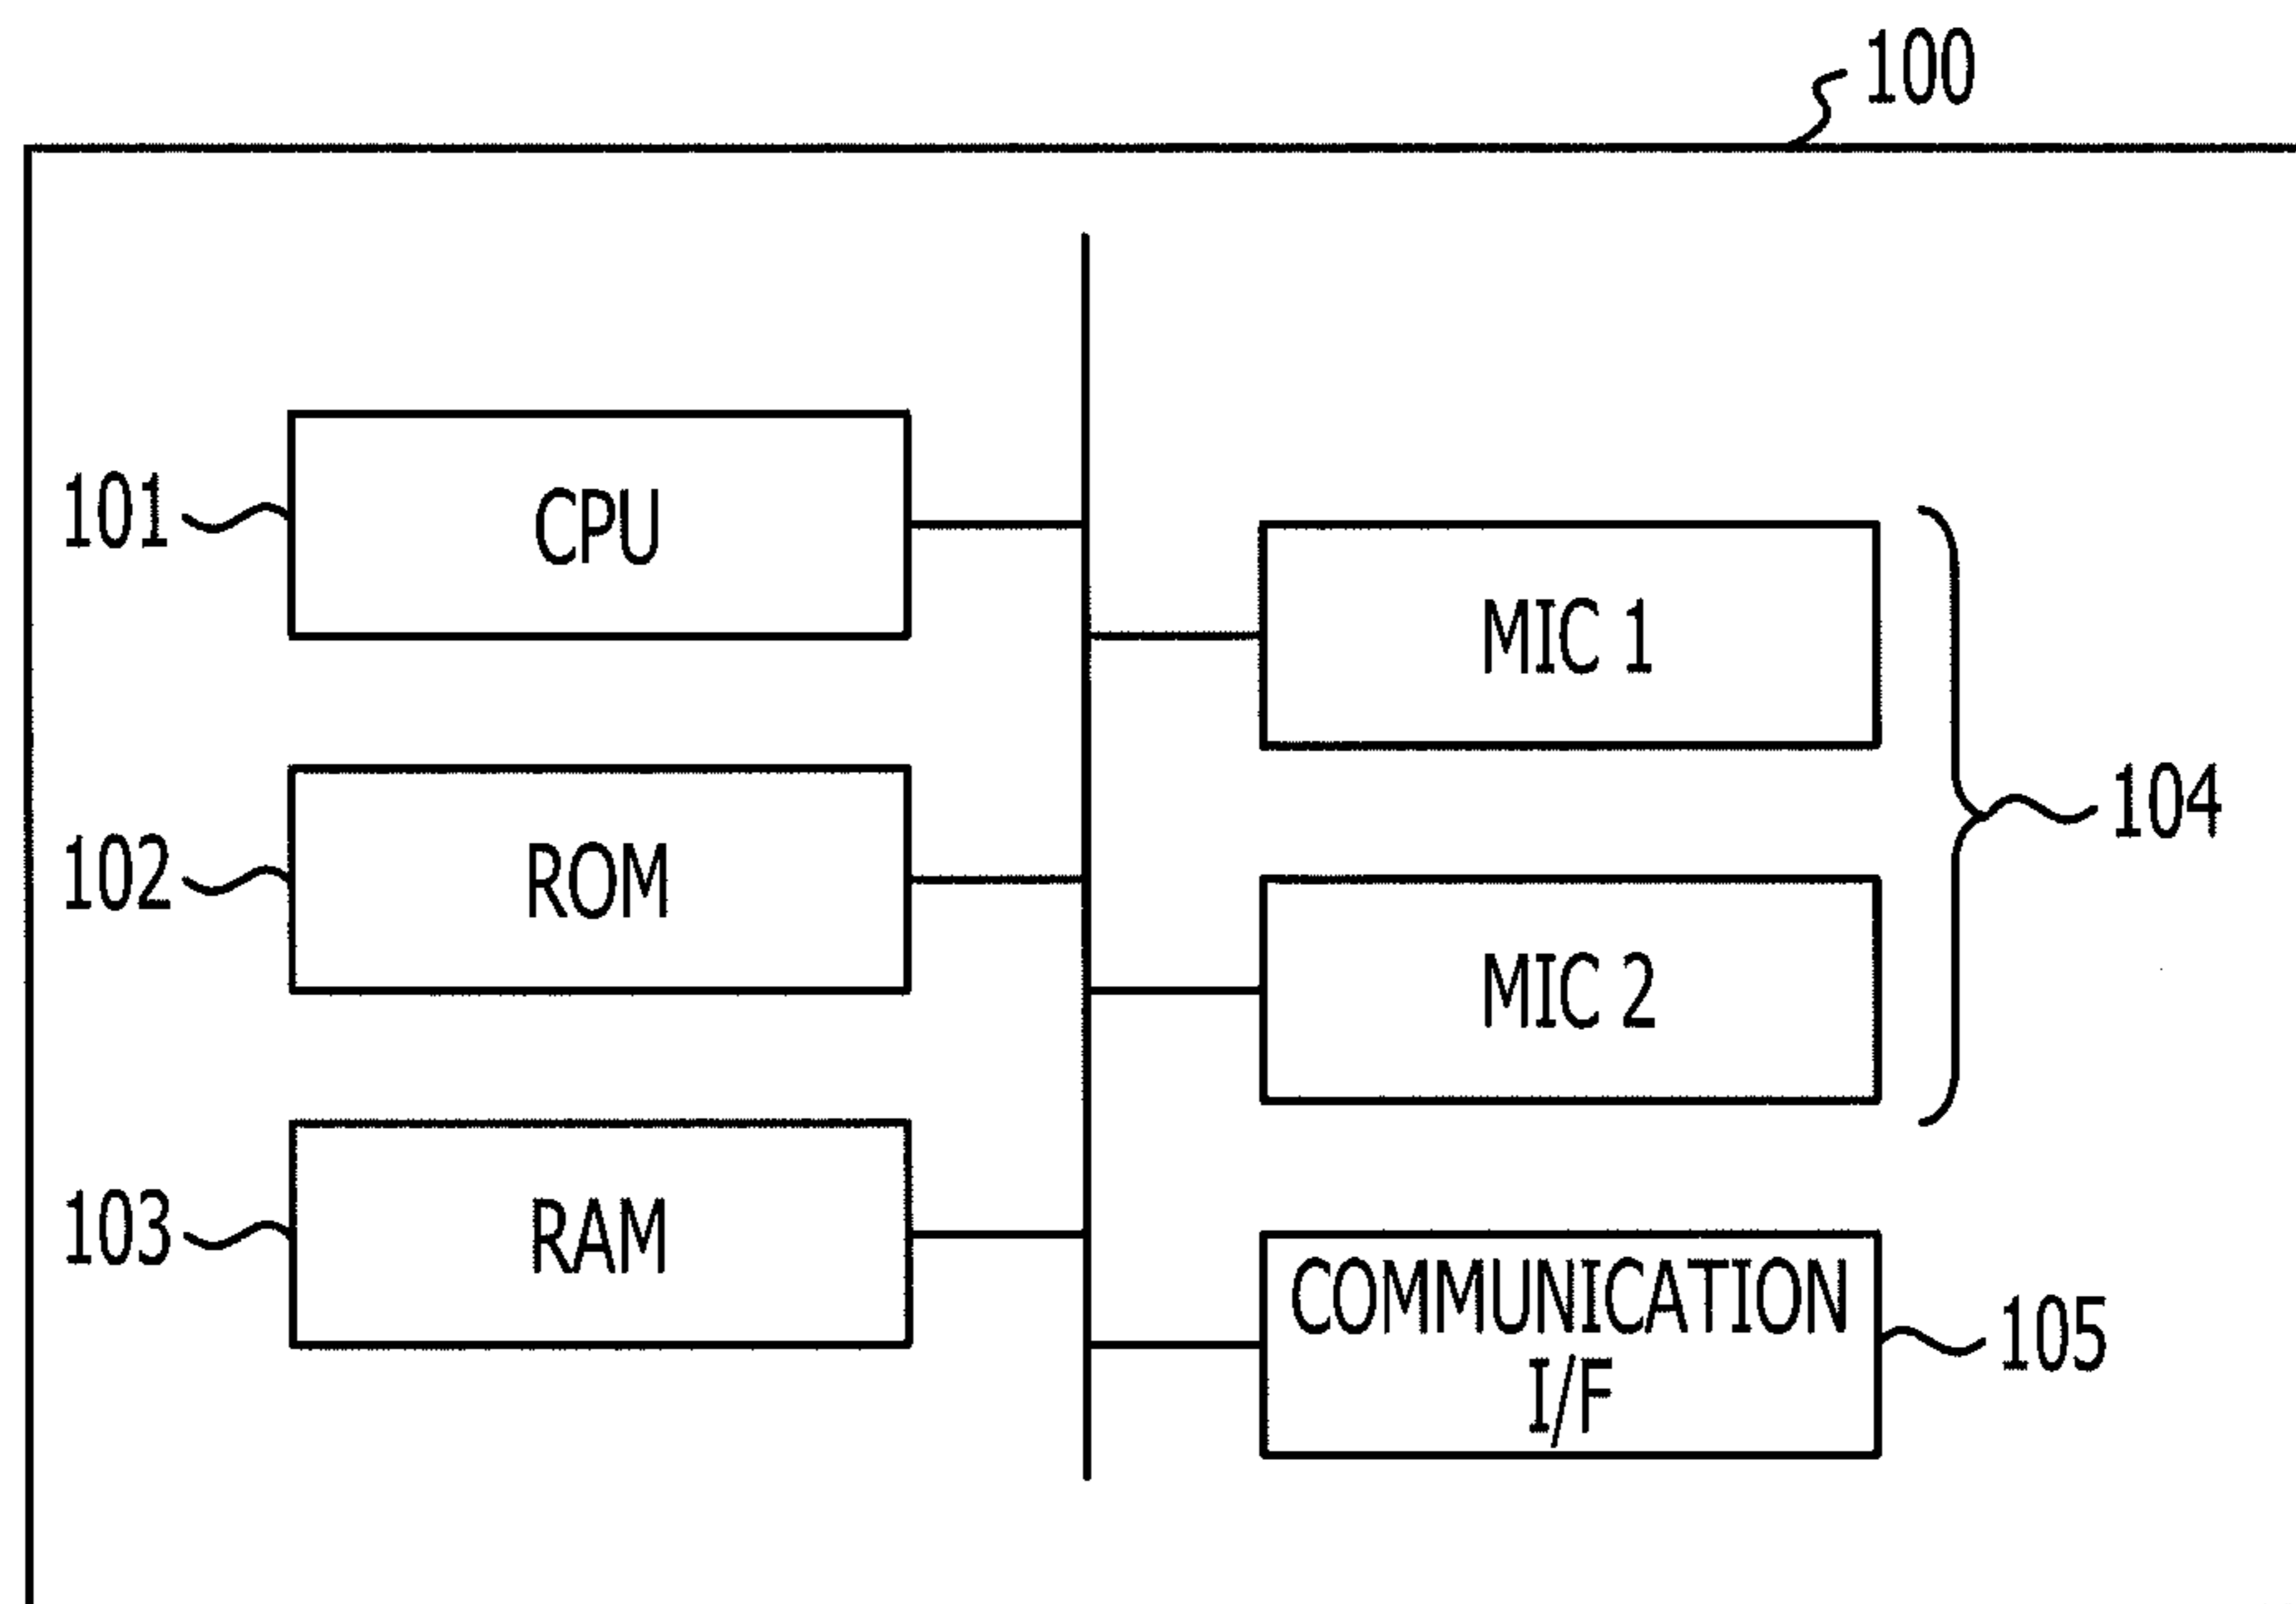 100
101
CPU
MIC 1
104
102
ROM
MIC 2
103
RAM
COMMUNICATION
I/F
105